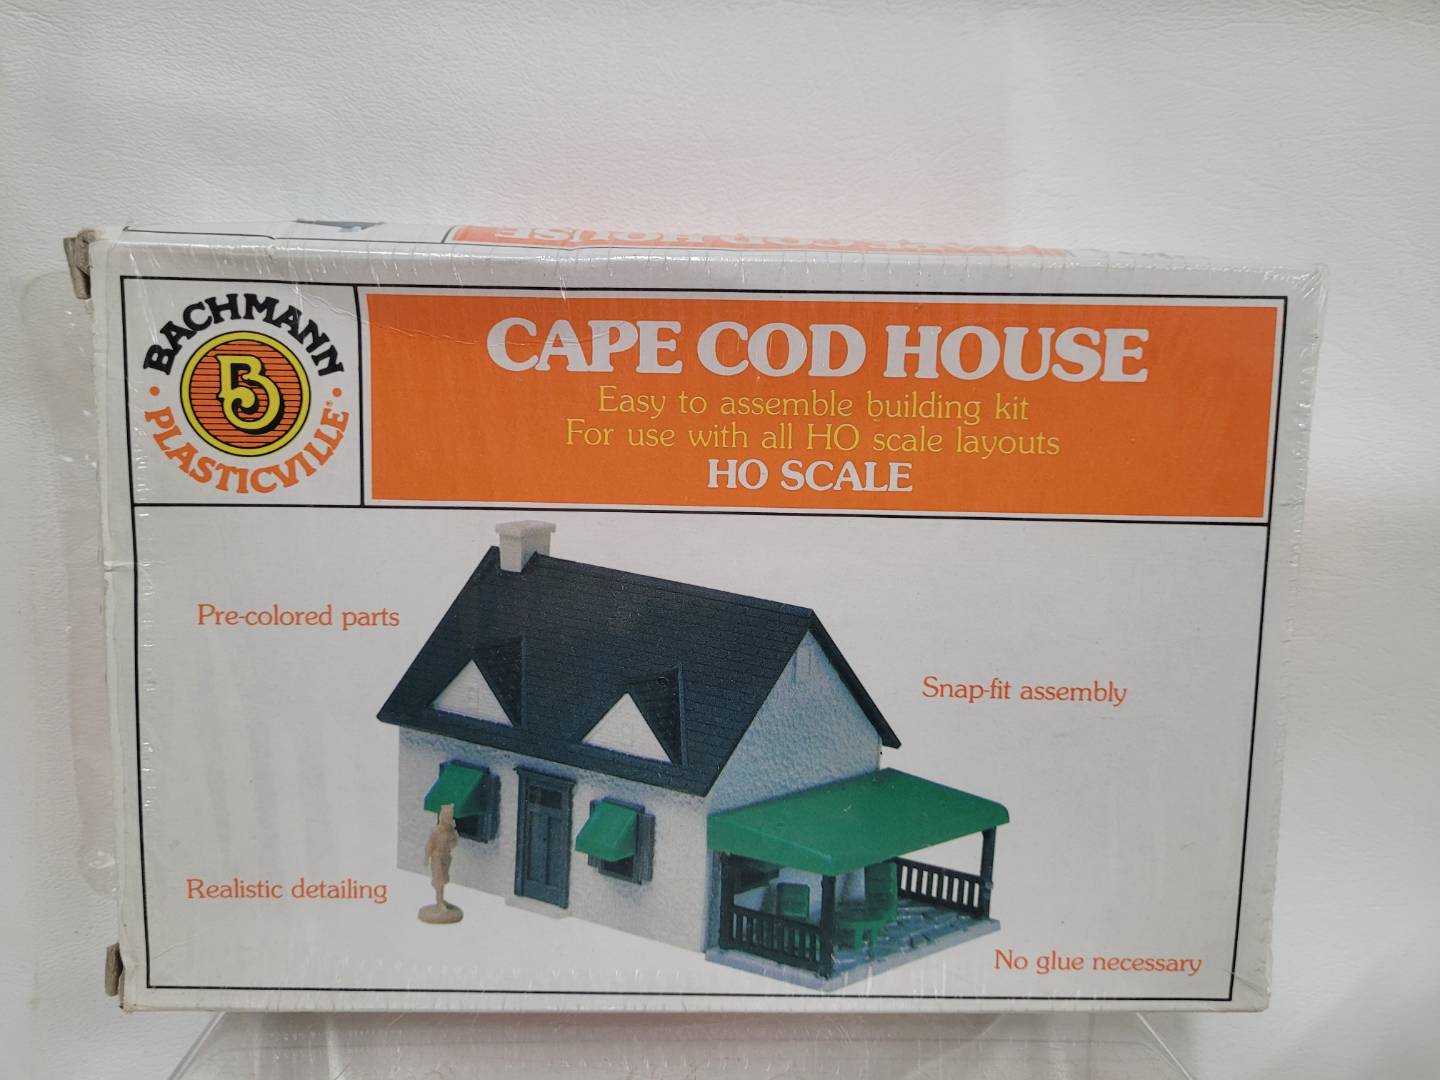 BACHMANN
B
• PLASTICVILLE® •
CAPE COD HOUSE
Easy to assemble building kit
For use with all HO scale layouts
HO SCALE
Pre-colored parts
Snap-fit assembly
Realistic detailing
No glue necessary